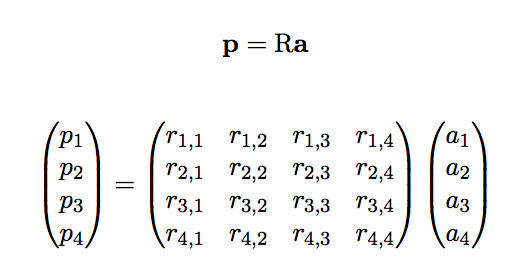 p = Ra
(p1) = (r1,1 r1,2 r1,3 r1,4) (a1)
(p2) (r2,1 r2,2 r2,3 r2,4) (a2)
(p3) (r3,1 r3,2 r3,3 r3,4) (a3)
(p4) (r4,1 r4,2 r4,3 r4,4) (a4)